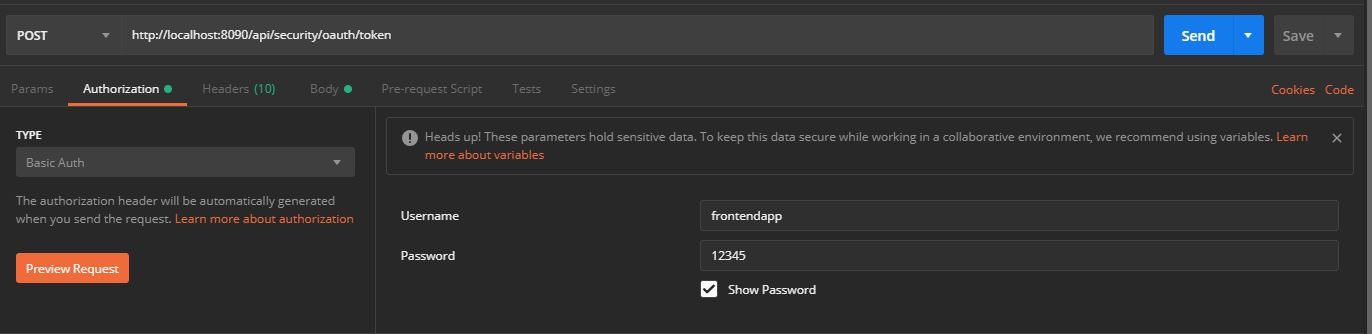 POST
http://localhost:8090/api/security/oauth/token
Send
Save
Params
Authorization
Headers (10)
Body
Pre-request Script
Tests
Settings
Cookies
Code
TYPE
Basic Auth
The authorization header will be automatically generated
when you send the request. Learn more about authorization
Preview Request
Heads up! These parameters hold sensitive data. To keep this data secure while working in a collaborative environment, we recommend using variables. Learn
more about variables
Username
frontendapp
Password
12345
Show Password